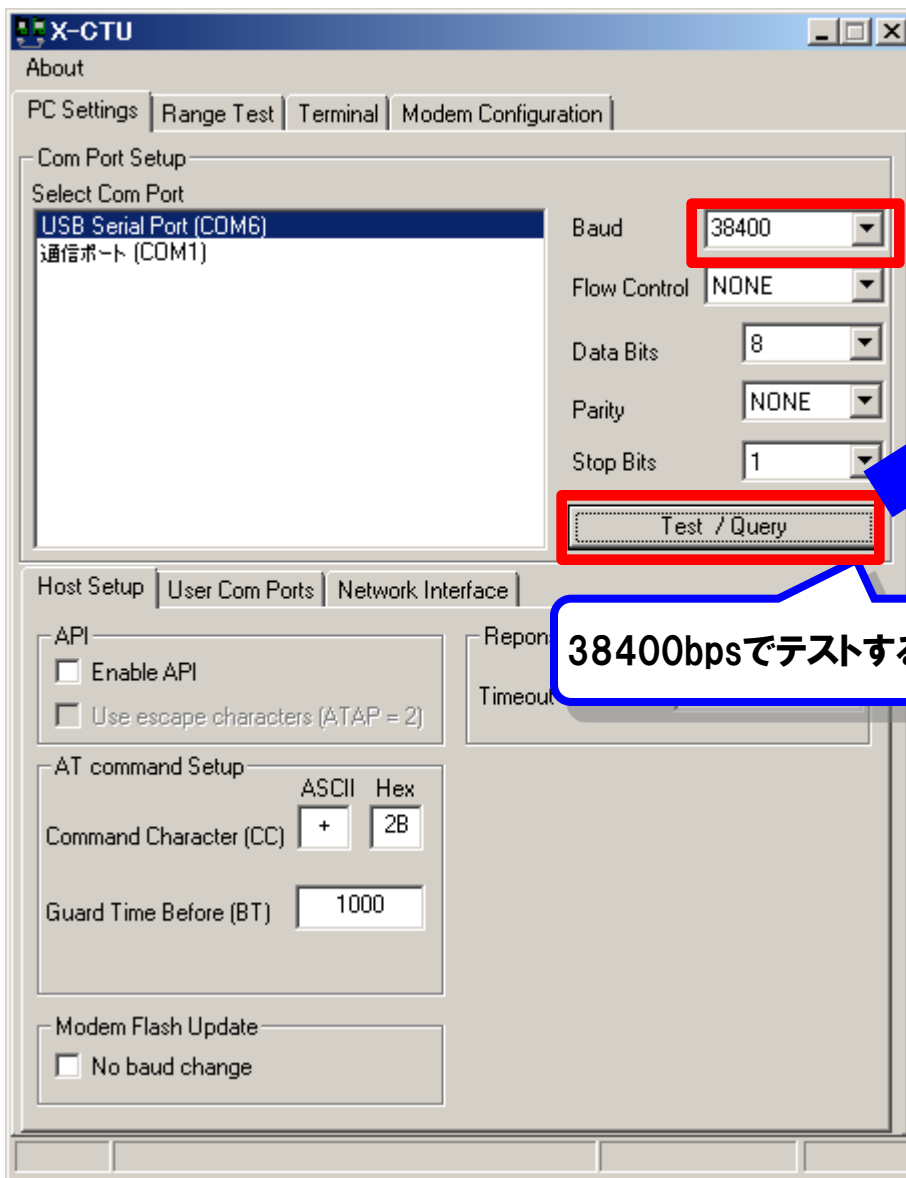 X-CTU
About
PC Settings Range Test Terminal Modem Configuration
Com Port Setup
Select Com Port
USB Serial Port (COM6)
通信ポート (COM1)
Baud 38400
Flow Control NONE
Data Bits 8
Parity NONE
Stop Bits 1
Test / Query
Host Setup User Com Ports Network Interface
API
Enable API
Use escape characters (ATAP = 2)
Repon
Timeout
38400bpsでテストする
AT command Setup
ASCII Hex
Command Character (CC) + 2B
Guard Time Before (BT) 1000
Modem Flash Update
No baud change